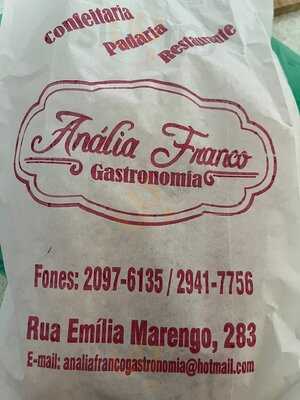 Confeitaria
Padaria
Restaurante
Anália Franco
Gastronomia
Fones: 2097-6135 / 2941-7756
Rua Emília Marengo, 283
E-mail: analiafrancogastronomia@hotmail.com